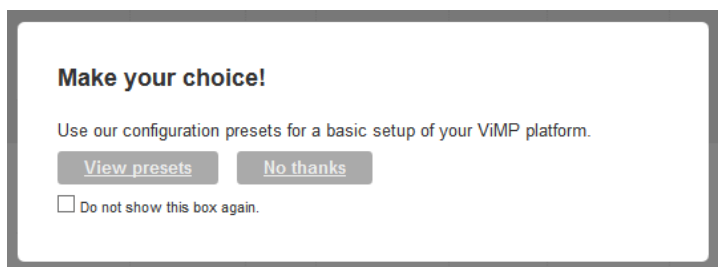 Make your choice!
Use our configuration presets for a basic setup of your ViMP platform.
View presets No thanks
Do not show this box again.